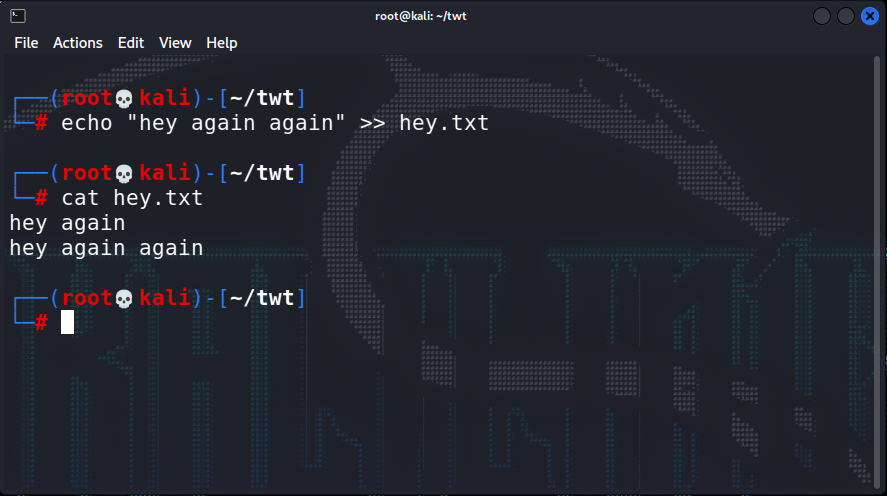 root@kali: ~/twt
File Actions Edit View Help
┌──(root💀kali)-[~/twt]
└─# echo "hey again again" >> hey.txt
┌──(root💀kali)-[~/twt]
└─# cat hey.txt
hey again
hey again again
┌──(root💀kali)-[~/twt]
└─#